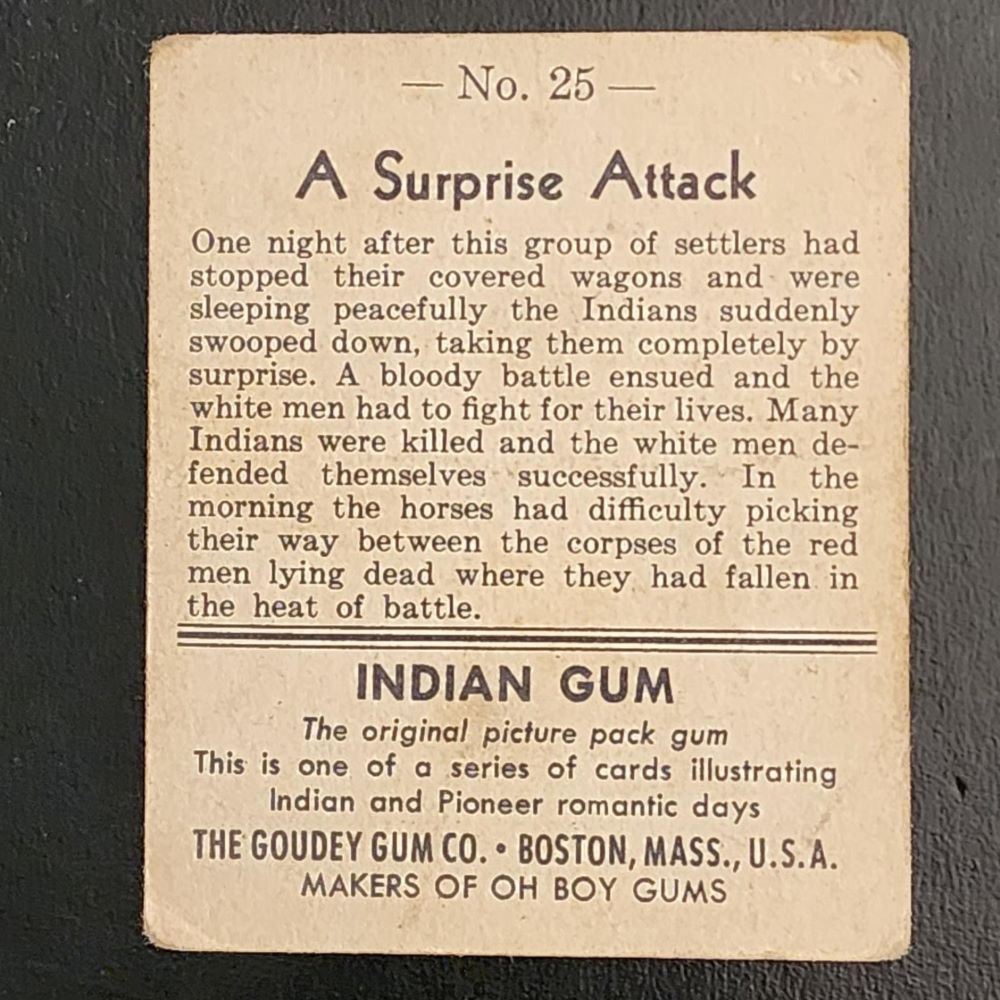 — No. 25 —
A Surprise Attack
One night after this group of settlers had
stopped their covered wagons and were
sleeping peacefully the Indians suddenly
swooped down, taking them completely by
surprise. A bloody battle ensued and the
white men had to fight for their lives. Many
Indians were killed and the white men de-
fended themselves successfully. In the
morning the horses had difficulty picking
their way between the corpses of the red
men lying dead where they had fallen in
the heat of battle.
INDIAN GUM
The original picture pack gum
This is one of a series of cards illustrating
Indian and Pioneer romantic days
THE GOUDEY GUM CO. • BOSTON, MASS., U.S.A.
MAKERS OF OH BOY GUMS